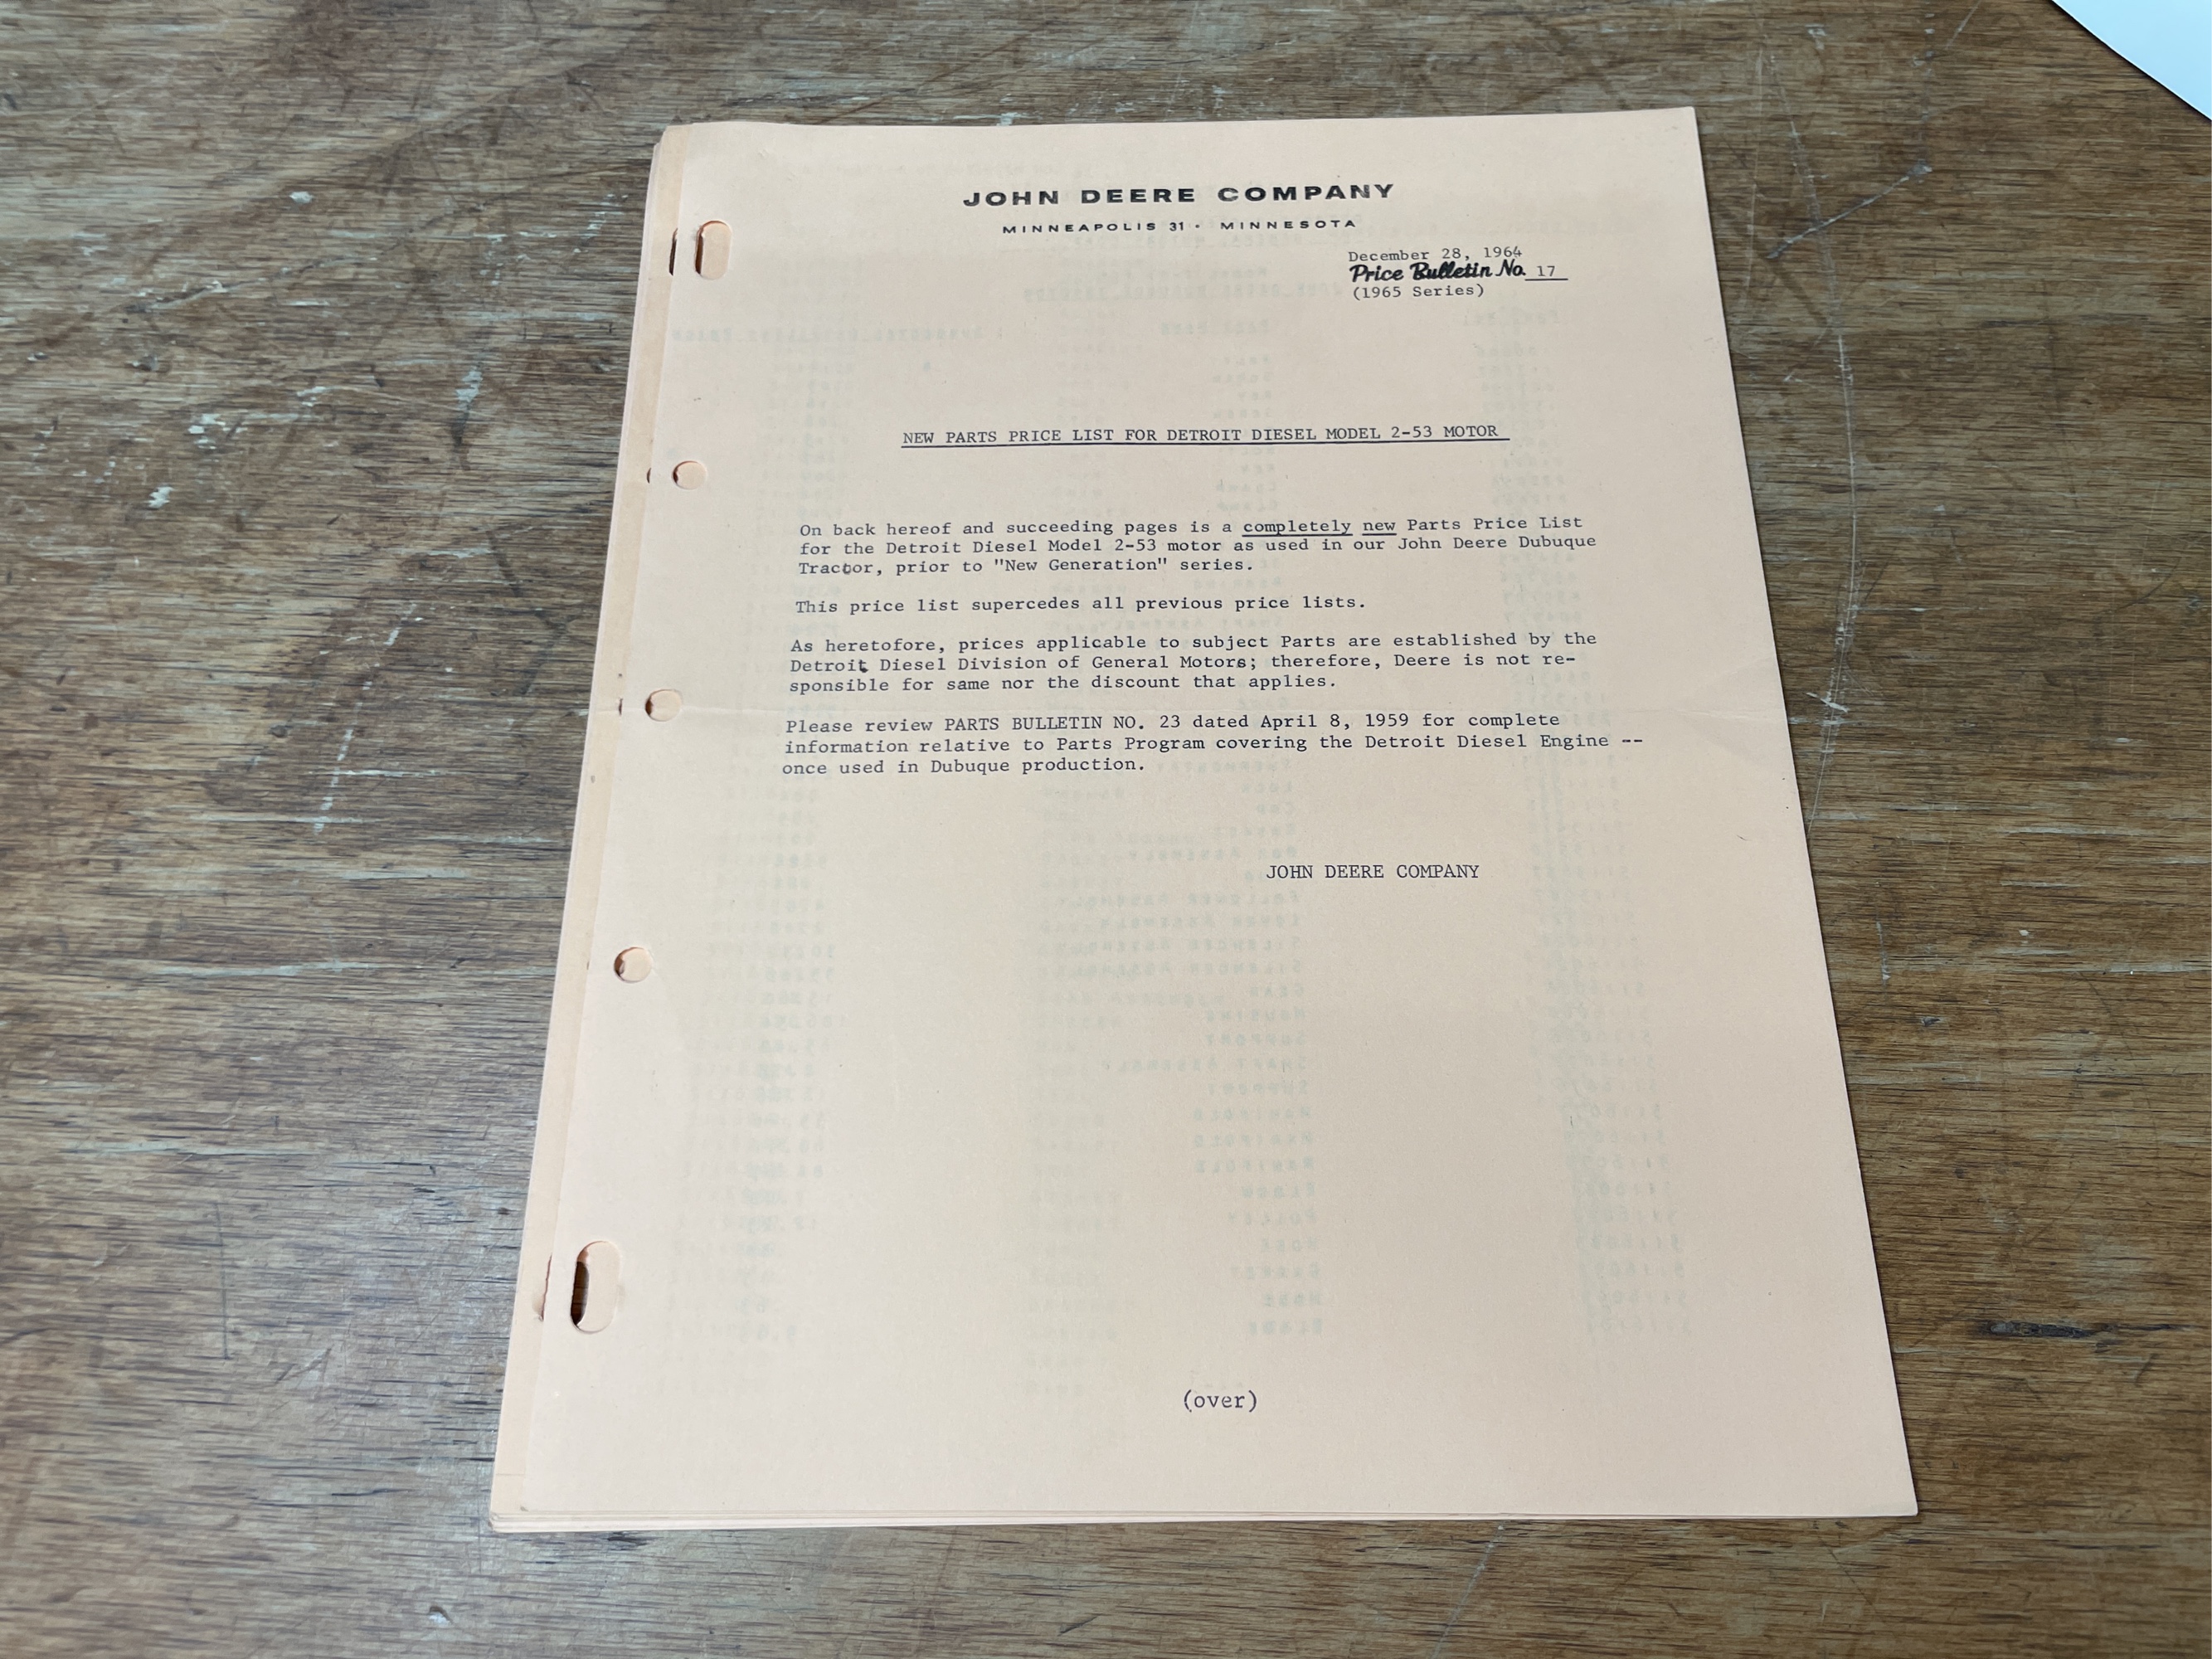 JOHN DEERE COMPANY
MINNEAPOLIS 31 • MINNESOTA
December 28, 1964
Price Bulletin No. 17
(1965 Series)
NEW PARTS PRICE LIST FOR DETROIT DIESEL MODEL 2-53 MOTOR
On back hereof and succeeding pages is a completely new Parts Price List
for the Detroit Diesel Model 2-53 motor as used in our John Deere Dubuque
Tractor, prior to "New Generation" series.
This price list supercedes all previous price lists.
As heretofore, prices applicable to subject Parts are established by the
Detroit Diesel Division of General Motors; therefore, Deere is not re-
sponsible for same nor the discount that applies.
Please review PARTS BULLETIN NO. 23 dated April 8, 1959 for complete
information relative to Parts Program covering the Detroit Diesel Engine --
once used in Dubuque production.
JOHN DEERE COMPANY
(over)